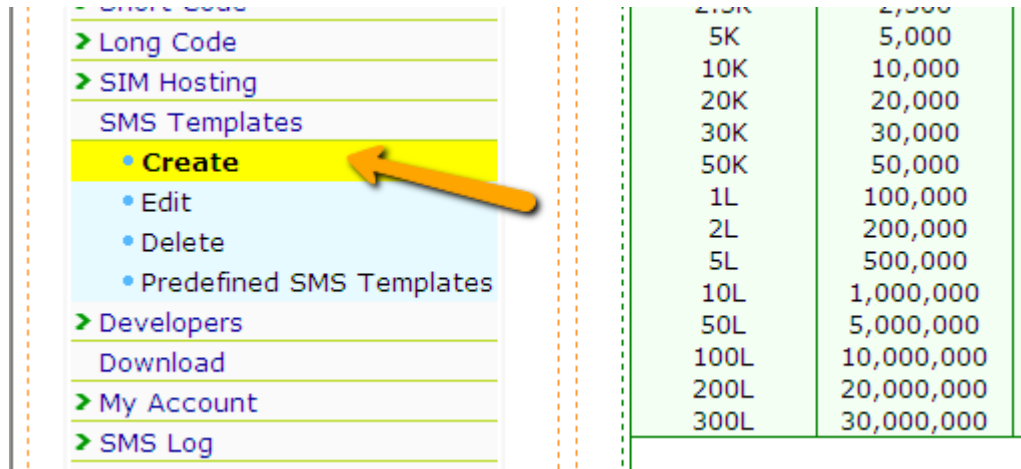 Long Code
SIM Hosting
SMS Templates
Create
Edit
Delete
Predefined SMS Templates
Developers
Download
My Account
SMS Log
5K 5,000
10K 10,000
20K 20,000
30K 30,000
50K 50,000
1L 100,000
2L 200,000
5L 500,000
10L 1,000,000
50L 5,000,000
100L 10,000,000
200L 20,000,000
300L 30,000,000